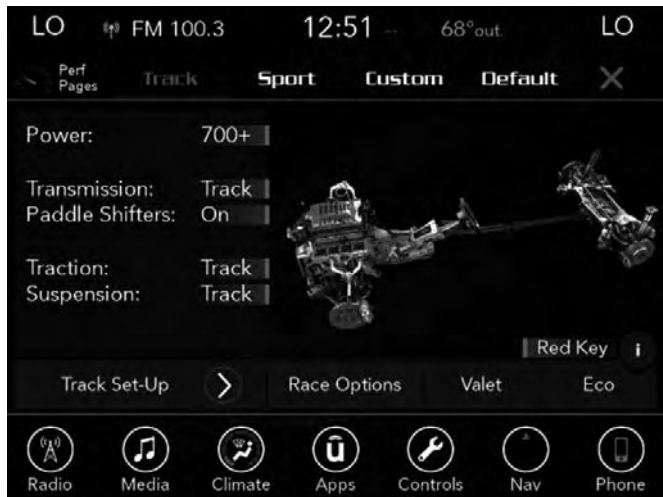 LO FM 100.3 12:51 -- 68°out. LO
Perf Pages Track Sport Custom Default
Power: 700+
Transmission: Track
Paddle Shifters: On
Traction: Track
Suspension: Track
Red Key i
Track Set-Up Race Options Valet Eco
Radio Media Climate Apps Controls Nav Phone